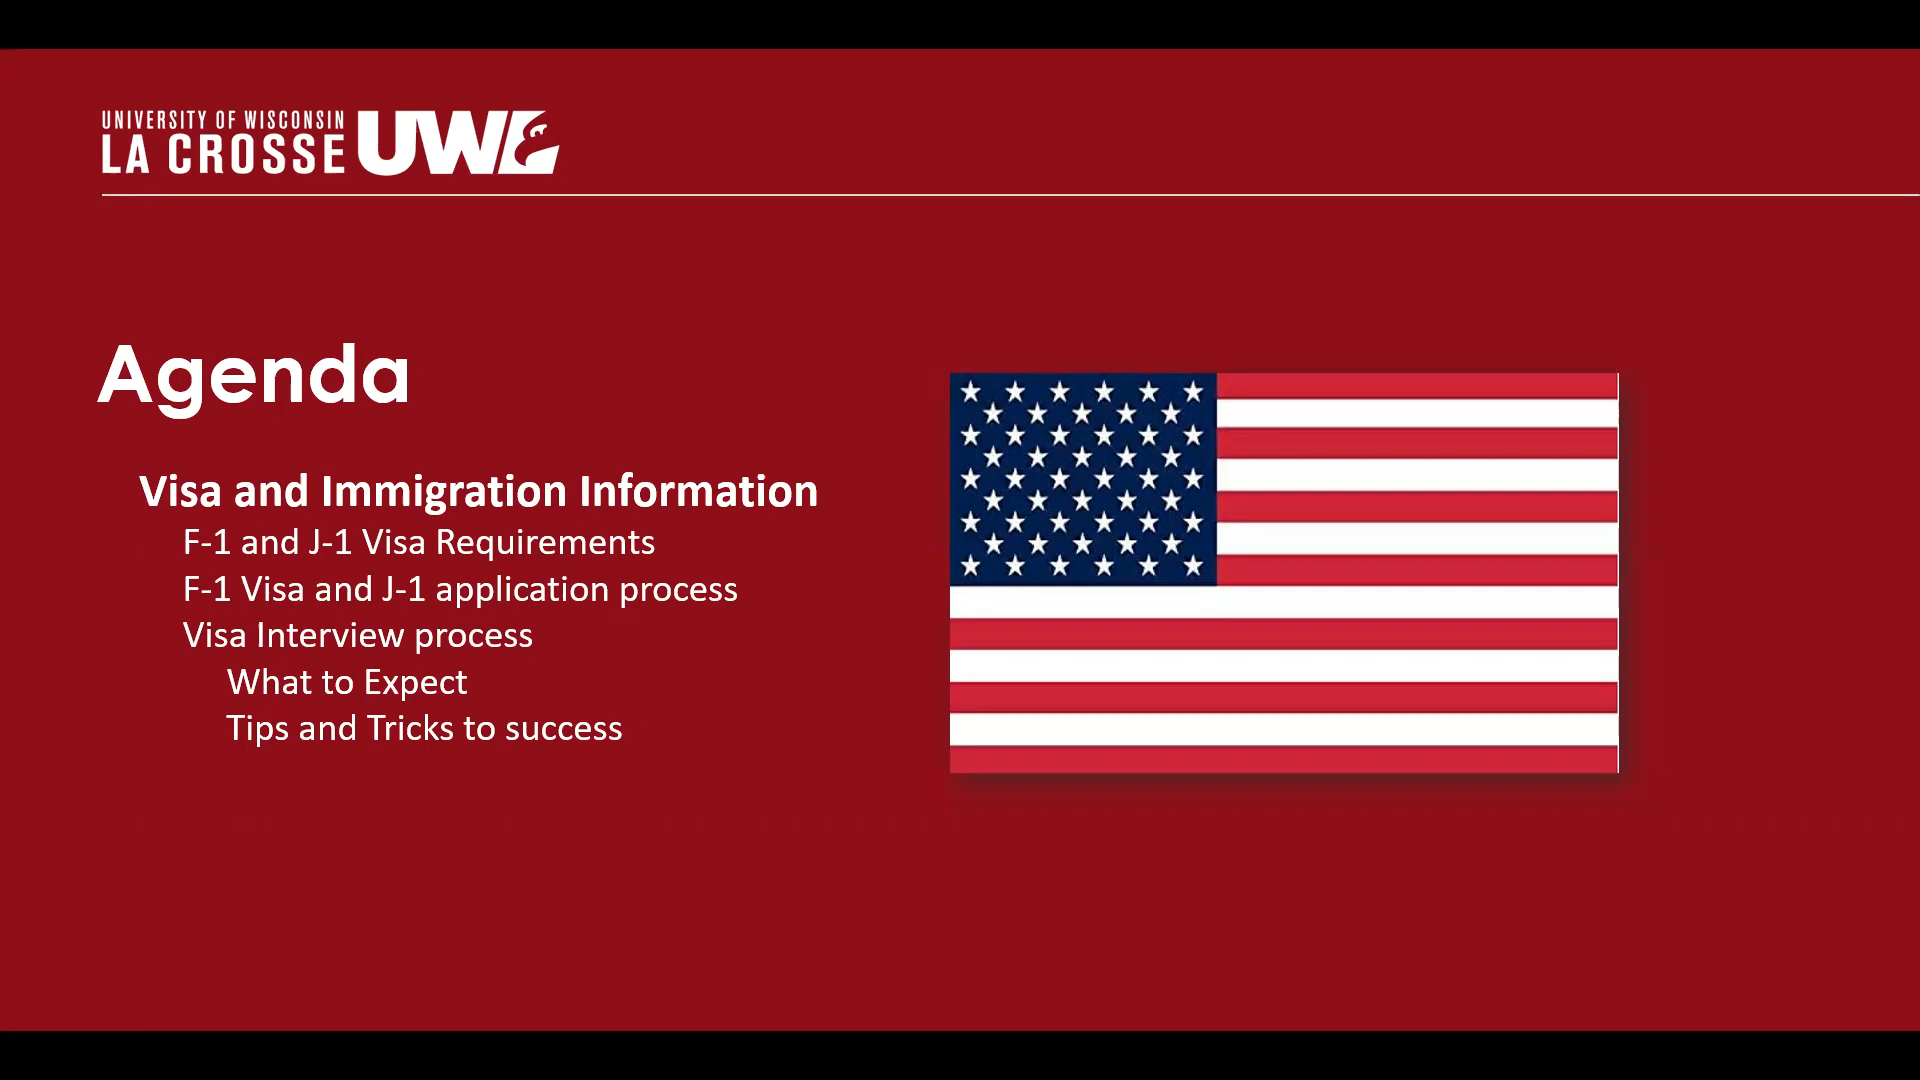 UNIVERSITY OF WISCONSIN
LA CROSSE UWL
Agenda
Visa and Immigration Information
F-1 and J-1 Visa Requirements
F-1 Visa and J-1 application process
Visa Interview process
What to Expect
Tips and Tricks to success